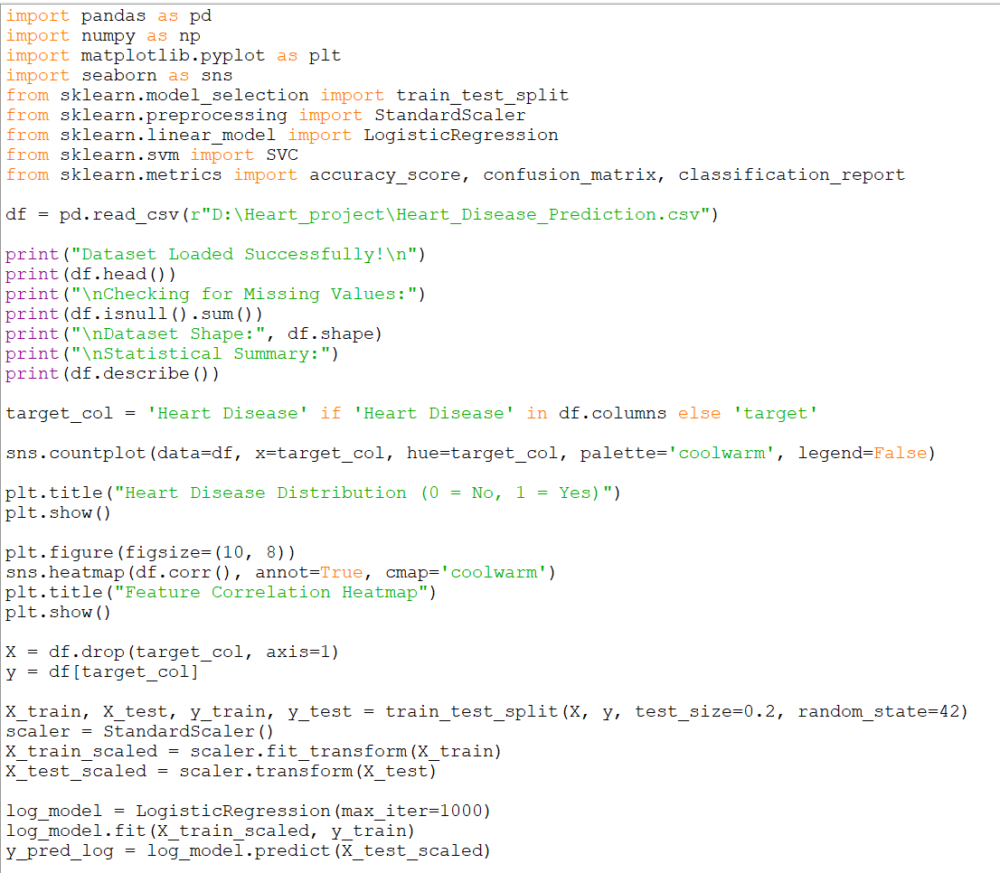 import pandas as pd
import numpy as np
import matplotlib.pyplot as plt
import seaborn as sns
from sklearn.model_selection import train_test_split
from sklearn.preprocessing import StandardScaler
from sklearn.linear_model import LogisticRegression
from sklearn.svm import SVC
from sklearn.metrics import accuracy_score, confusion_matrix, classification_report

df = pd.read_csv(r"D:\Heart_project\Heart_Disease_Prediction.csv")

print("Dataset Loaded Successfully!\n")
print(df.head())
print("\nChecking for Missing Values:")
print(df.isnull().sum())
print("\nDataset Shape:", df.shape)
print("\nStatistical Summary:")
print(df.describe())

target_col = 'Heart Disease' if 'Heart Disease' in df.columns else 'target'

sns.countplot(data=df, x=target_col, hue=target_col, palette='coolwarm', legend=False)

plt.title("Heart Disease Distribution (0 = No, 1 = Yes)")
plt.show()

plt.figure(figsize=(10, 8))
sns.heatmap(df.corr(), annot=True, cmap='coolwarm')
plt.title("Feature Correlation Heatmap")
plt.show()

X = df.drop(target_col, axis=1)
y = df[target_col]

X_train, X_test, y_train, y_test = train_test_split(X, y, test_size=0.2, random_state=42)
scaler = StandardScaler()
X_train_scaled = scaler.fit_transform(X_train)
X_test_scaled = scaler.transform(X_test)

log_model = LogisticRegression(max_iter=1000)
log_model.fit(X_train_scaled, y_train)
y_pred_log = log_model.predict(X_test_scaled)